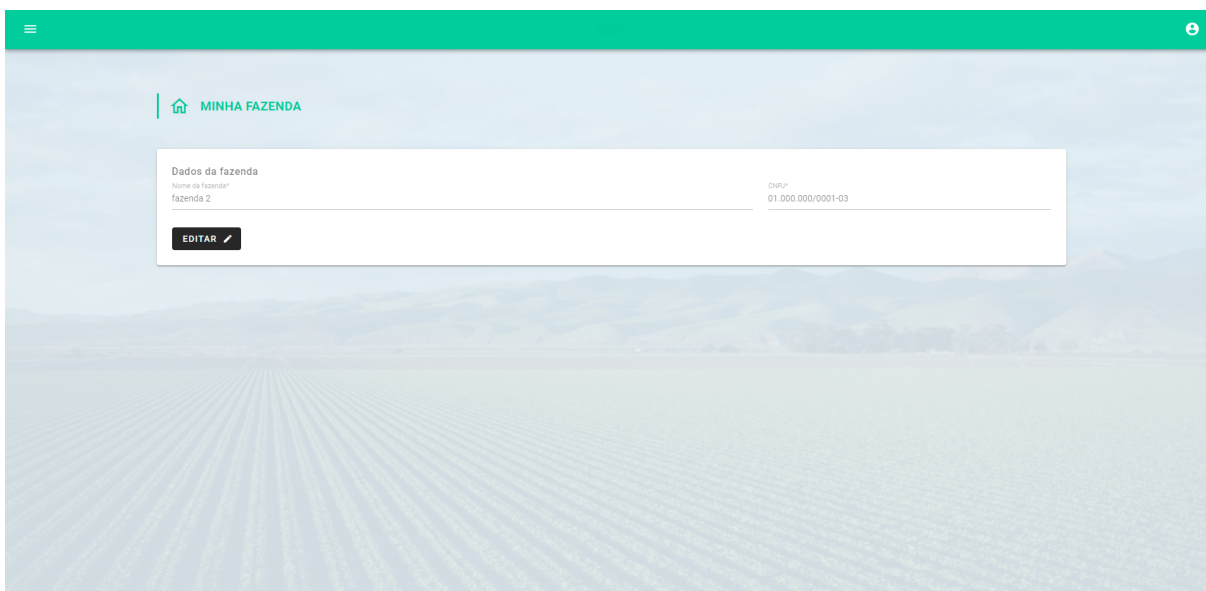 MINHA FAZENDA
Dados da fazenda
Nome da fazenda*
fazenda 2
CNPJ*
01.000.000/0001-03
EDITAR